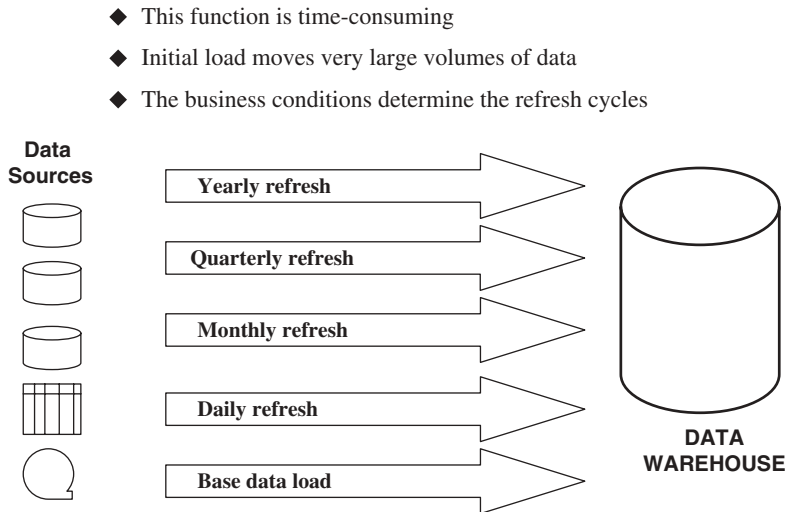 ◆ This function is time-consuming
◆ Initial load moves very large volumes of data
◆ The business conditions determine the refresh cycles
Data
Sources
Yearly refresh
Quarterly refresh
Monthly refresh
Daily refresh
Base data load
DATA
WAREHOUSE